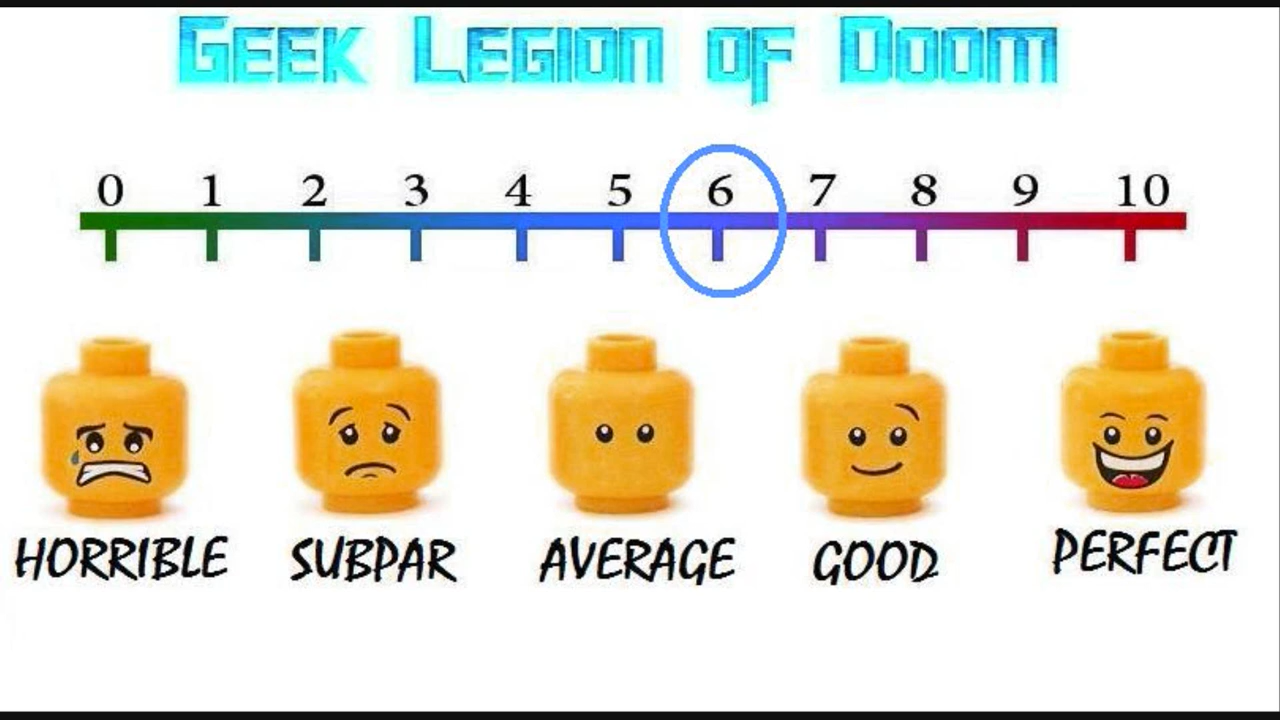 Geek Legion of Doom
0 1 2 3 4 5 6 7 8 9 10
HORRIBLE SUBPAR AVERAGE GOOD PERFECT